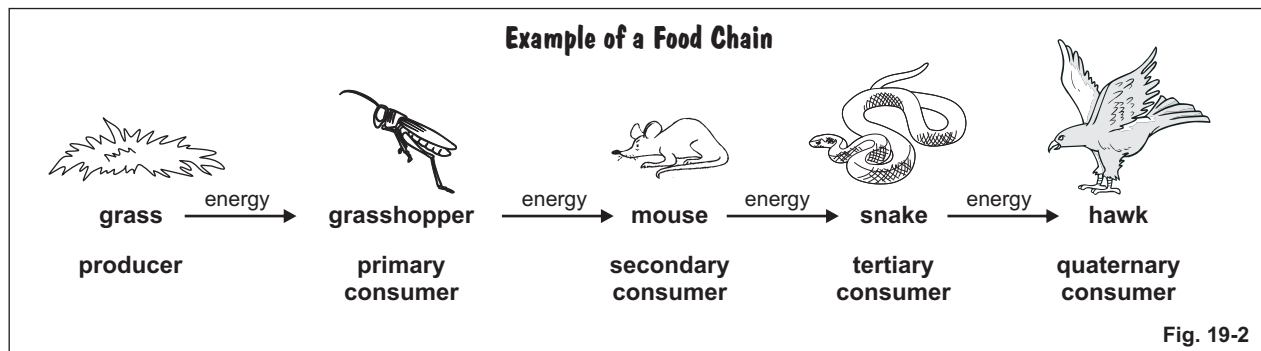 Example of a Food Chain
energy energy energy energy
grass grasshopper mouse snake hawk
producer primary consumer secondary consumer tertiary consumer quaternary consumer
Fig. 19-2